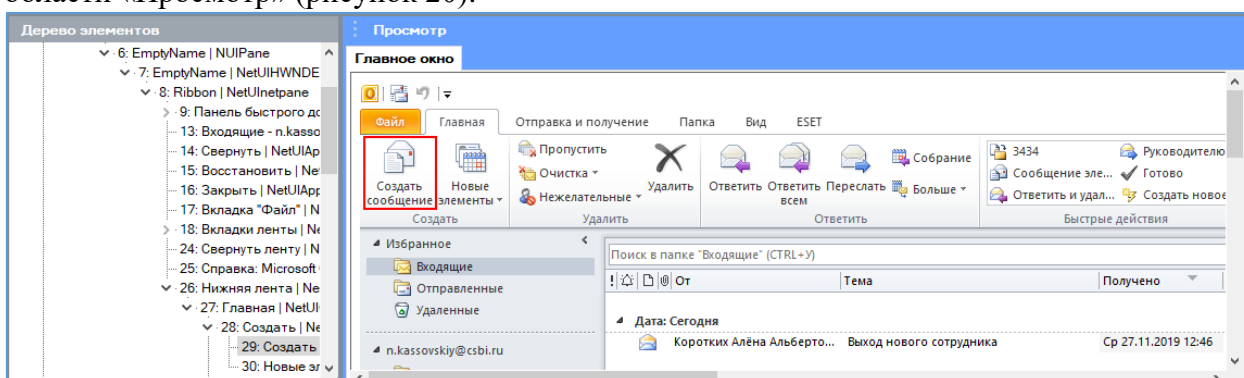 области «Просмотр» (рисунок 20).
Дерево элементов
6: EmptyName | NUIPane
7: EmptyName | NetUIHWNDE
8: Ribbon | NetUInetpane
9: Панель быстрого до
13: Входящие - n.kasso
14: Свернуть | NetUIAp
15: Восстановить | Ne
16: Закрыть | NetUIApp
17: Вкладка "Файл" | N
18: Вкладки ленты | Ne
24: Свернуть ленту | N
25: Справка: Microsoft
26: Нижняя лента | Ne
27: Главная | NetUI
28: Создать | Ne
29: Создать
30: Новые эл
Просмотр
Главное окно
Файл Главная Отправка и получение Папка Вид ESET
Создать сообщение
Новые элементы
Создать
Пропустить
Очистка
Нежелательные
Удалить
Удалить
Ответить
Ответить всем
Переслать
Собрание
Больше
Ответить
3434
Сообщение эле...
Ответить и удал...
Руководителю
Готово
Создать новое
Быстрые действия
Избранное
Входящие
Отправленные
Удаленные
n.kassovskiy@csbi.ru
Поиск в папке "Входящие" (CTRL+У)
От Тема Получено
Дата: Сегодня
Коротких Алёна Альберто... Выход нового сотрудника Ср 27.11.2019 12:46